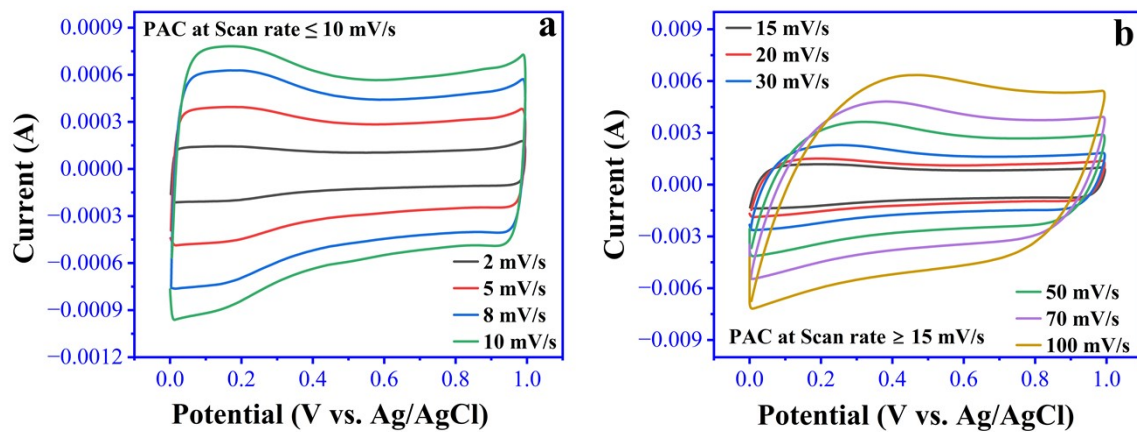 PAC at Scan rate ≤ 10 mV/s
a
0.0006
0.0003
0.0000
−0.0003
−0.0006
−0.0009
−0.0012
Current (A)
2 mV/s
5 mV/s
8 mV/s
10 mV/s
0.0 0.2 0.4 0.6 0.8 1.0
Potential (V vs. Ag/AgCl)
b
15 mV/s
20 mV/s
30 mV/s
0.009
0.006
0.003
0.000
−0.003
−0.006
−0.009
Current (A)
50 mV/s
70 mV/s
100 mV/s
PAC at Scan rate ≥ 15 mV/s
0.0 0.2 0.4 0.6 0.8 1.0
Potential (V vs. Ag/AgCl)